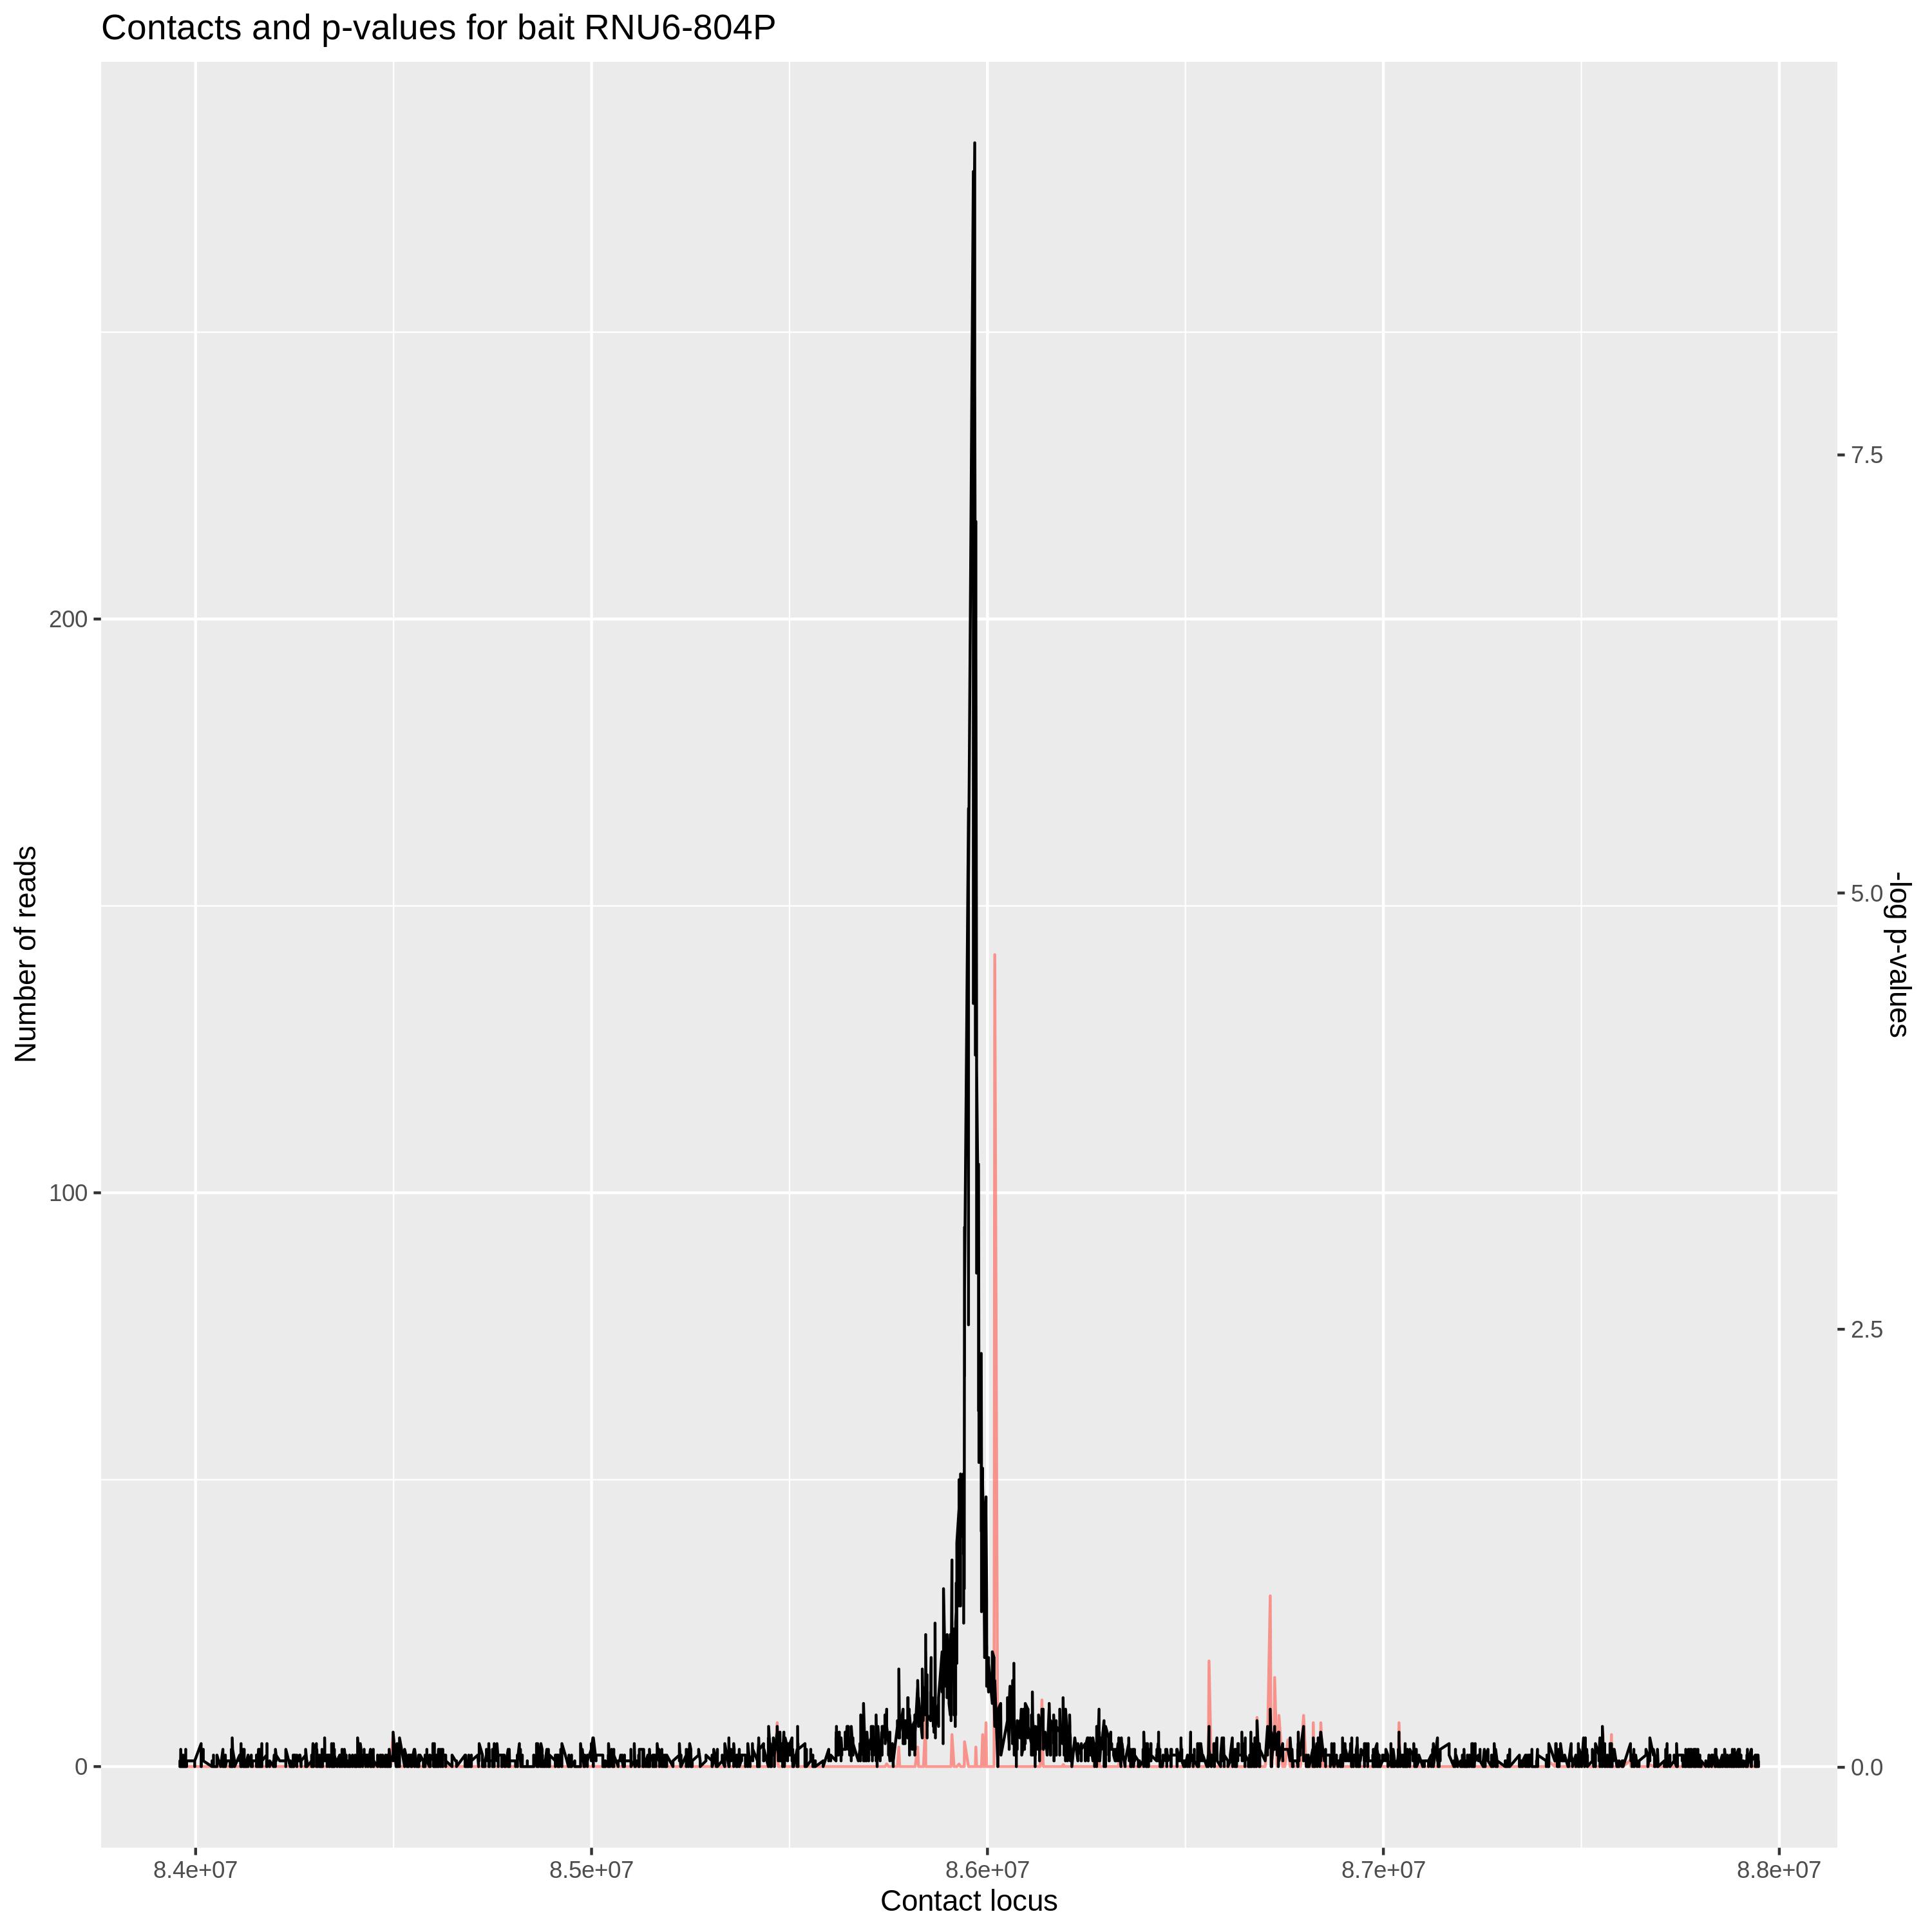 Contacts and p-values for bait RNU6-804P
Number of reads
200
100
0
7.5
5.0
2.5
0.0
-log p-values
8.4e+07 8.5e+07 8.6e+07 8.7e+07 8.8e+07
Contact locus